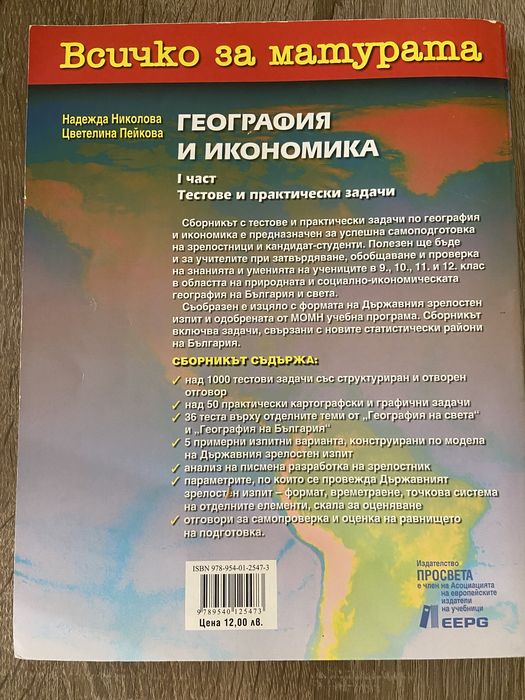 Всичко за матурата
Надежда Николова
Цветелина Пейкова
ГЕОГРАФИЯ
И ИКОНОМИКА
I част
Тестове и практически задачи
Сборникът с тестове и практически задачи по география
и икономика е предназначен за успешна самоподготовка
на зрелостници и кандидат-студенти. Полезен ще бъде
и за учителите при затвърдяване, обобщаване и проверка
на знанията и уменията на учениците в 9., 10., 11. и 12. клас
в областта на природната и социално-икономическата
география на България и света.
Съобразен е изцяло с формата на Държавния зрелостен
изпит и одобрената от МОМН учебна програма. Сборникът
включва задачи, свързани с новите статистически райони
на България.
СБОРНИКЪТ СЪДЪРЖА:
✓ над 1000 тестови задачи със структуриран и отворен
отговор
✓ над 50 практически картографски и графични задачи
✓ 36 теста върху отделните теми от „География на света“
и „География на България“
✓ 5 примерни изпитни варианта, конструирани по модела
на Държавния зрелостен изпит
✓ анализ на писмена разработка на зрелостник
✓ параметрите, по които се провежда Държавният
зрелостен изпит – формат, времетраене, точкова система
на отделните елементи, скала за оценяване
✓ отговори за самопроверка и оценка на равнището
на подготовка.
ISBN 978-954-01-2547-3
9789540125473
Цена 12,00 лв.
Издателство
ПРОСВЕТА
е член на Асоциацията
на европейските
издатели
на учебници
EEPG